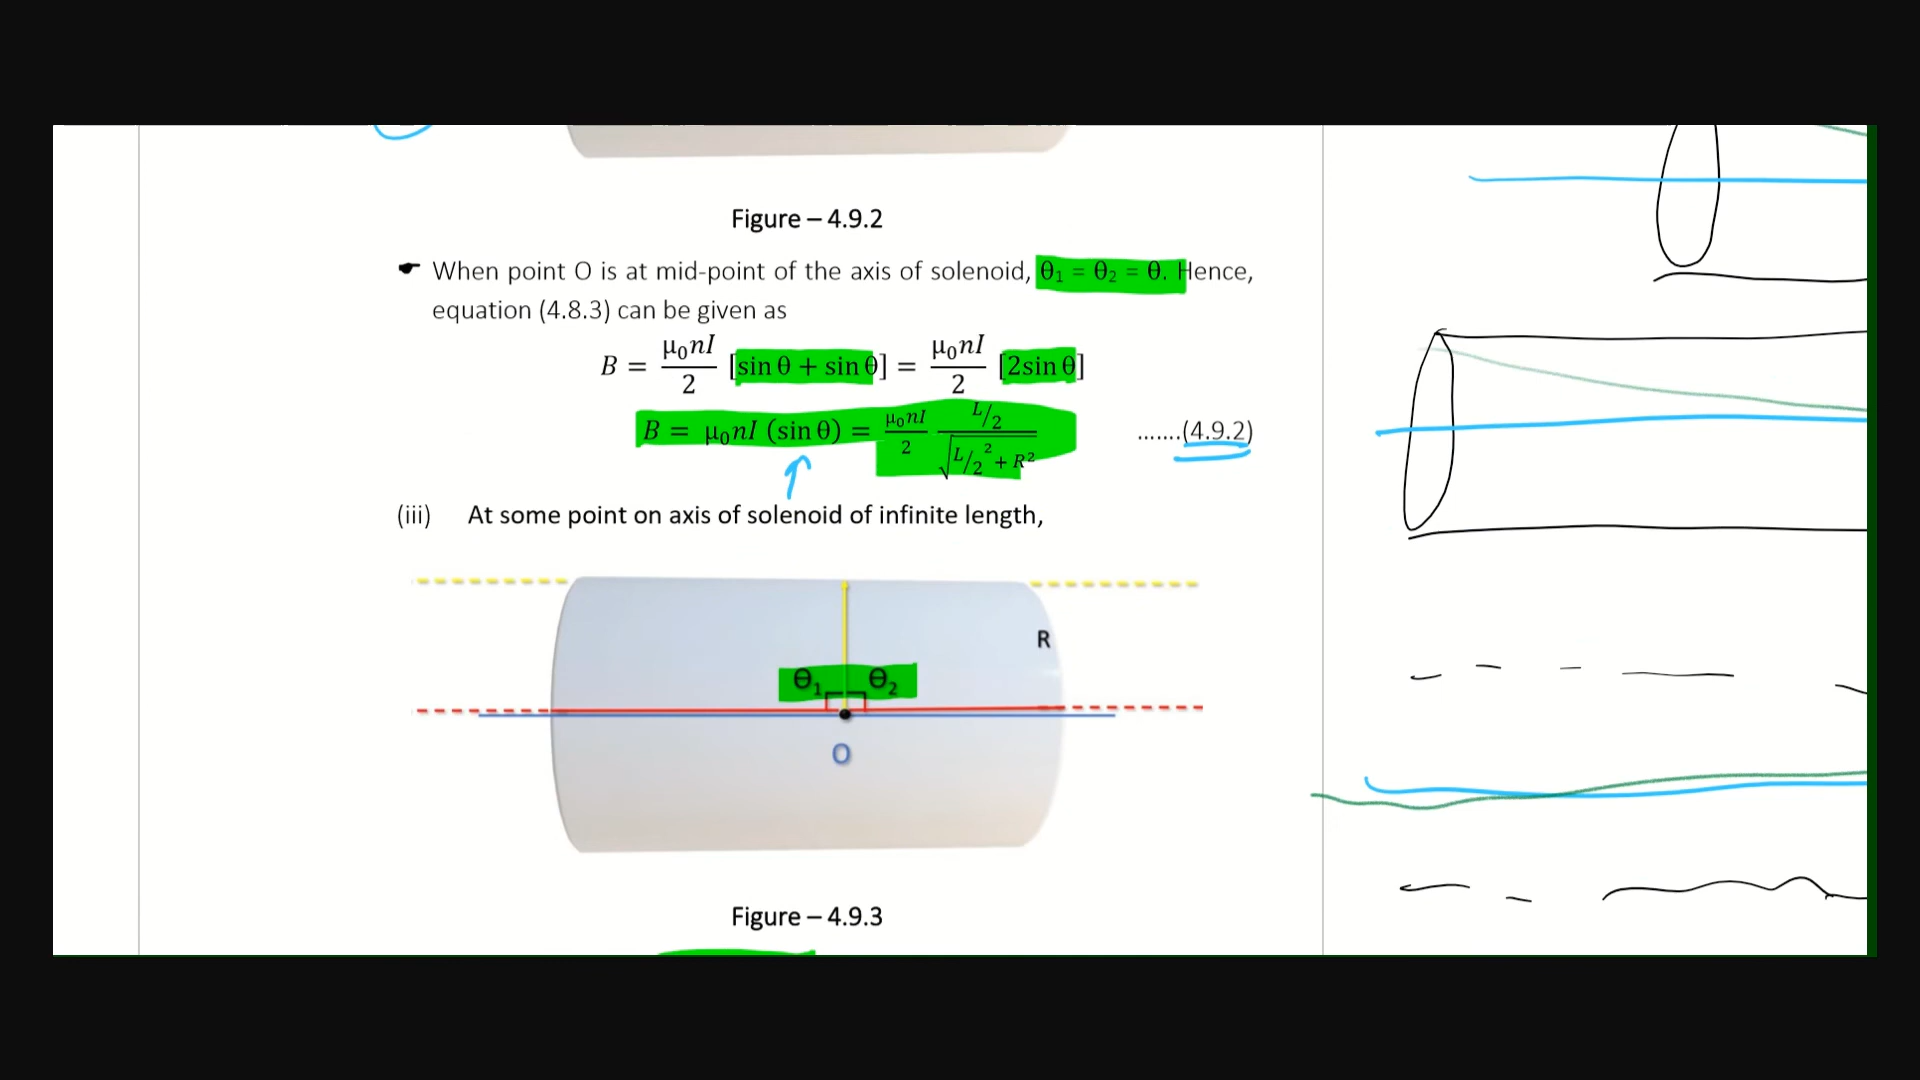 Figure – 4.9.2
☛ When point O is at mid-point of the axis of solenoid, θ₁ = θ₂ = θ. Hence,
equation (4.8.3) can be given as
B = μ₀nI/2 [sin θ + sin θ] = μ₀nI/2 [2sin θ]
B = μ₀nI (sin θ) = μ₀nI/2 (L/2)/√((L/2)² + R²) .......(4.9.2)
(iii) At some point on axis of solenoid of infinite length,
R
Θ₁ Θ₂
O
Figure – 4.9.3